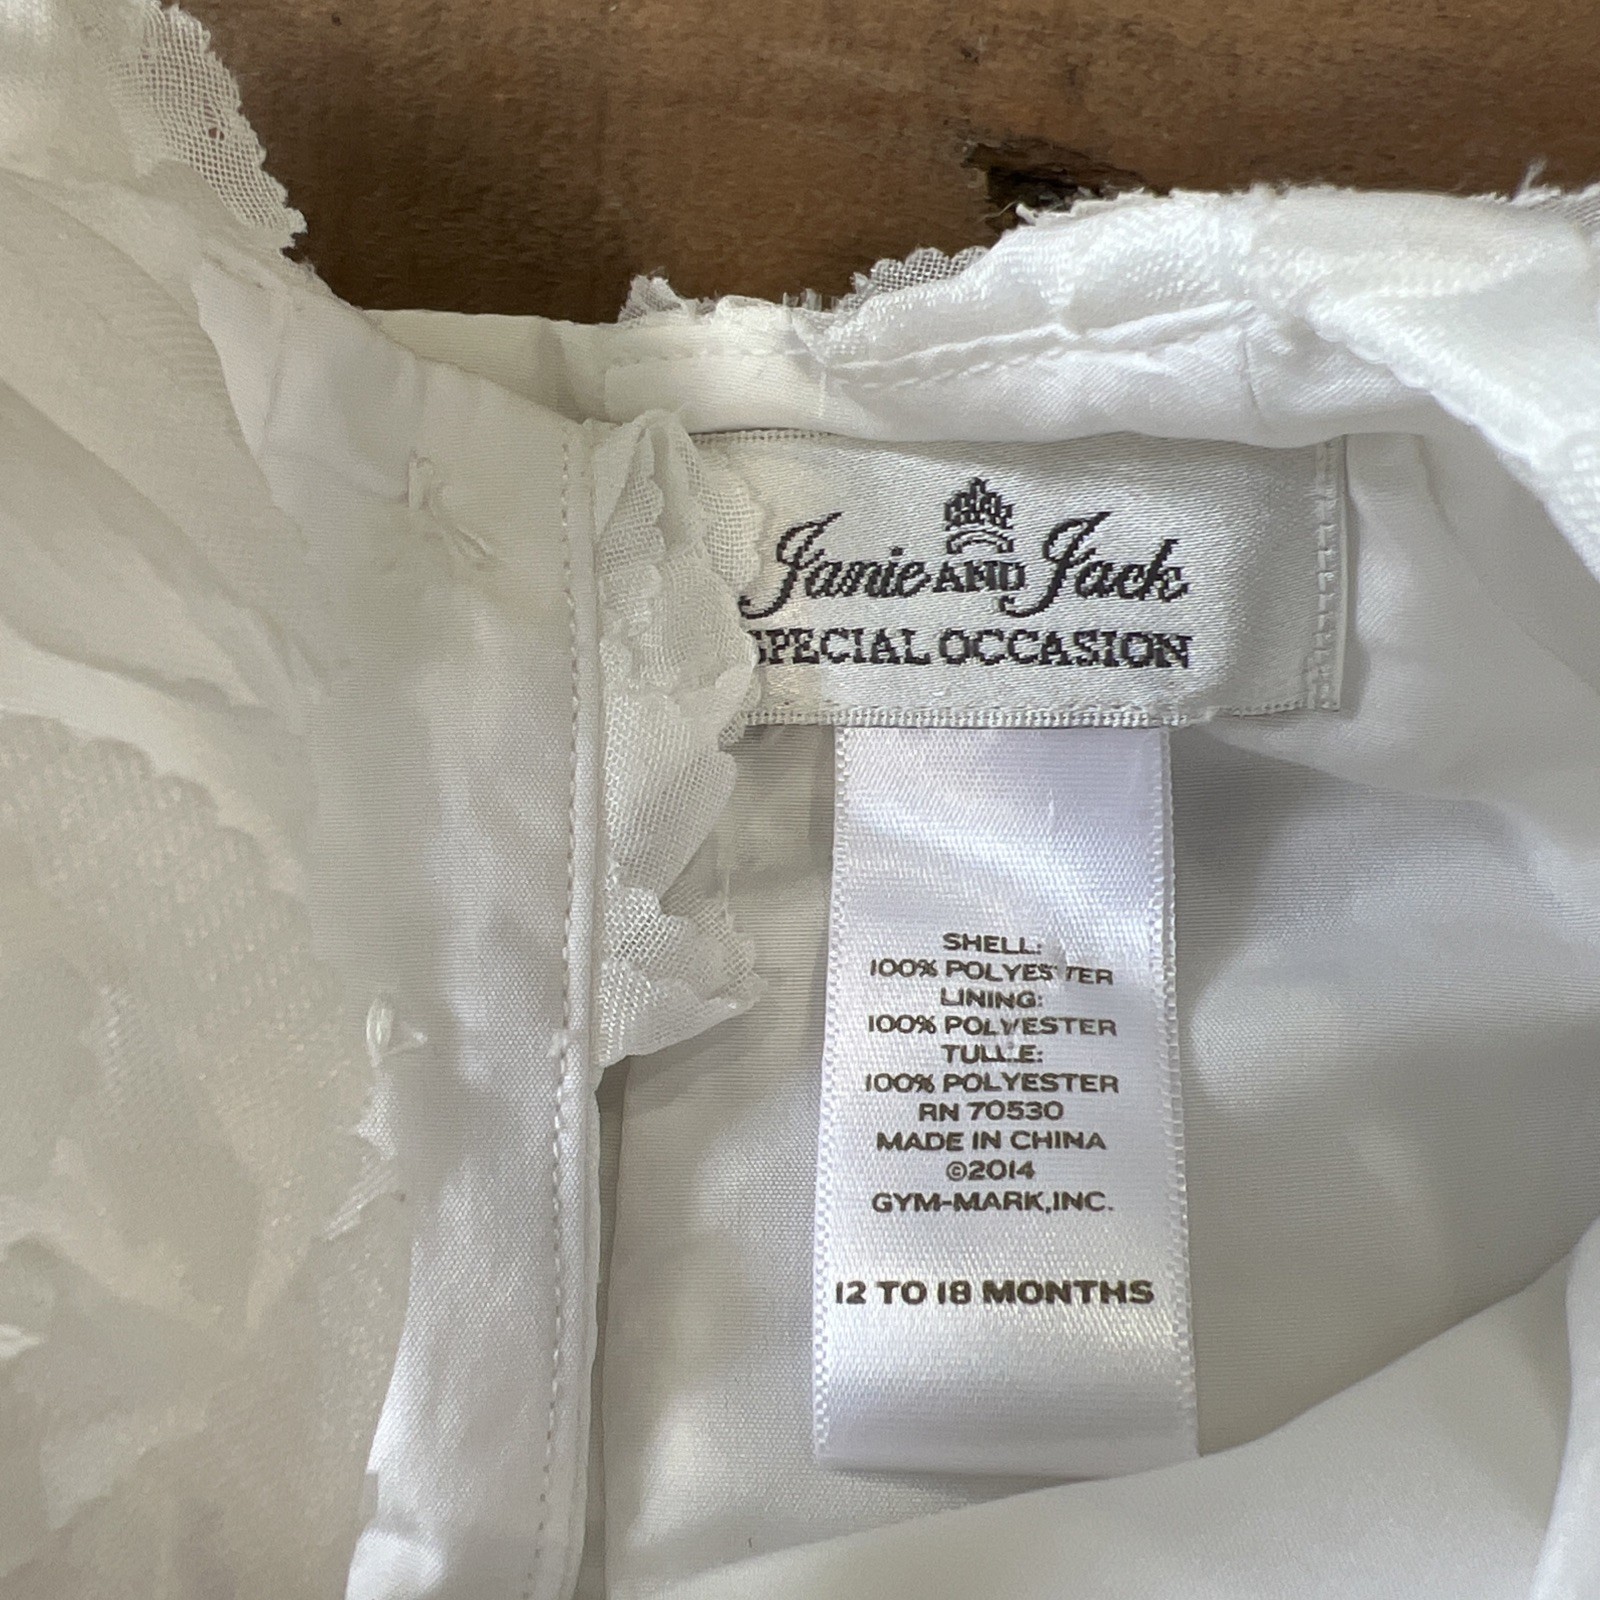 Janie AND Jack
SPECIAL OCCASION
SHELL:
100% POLYESTER
LINING:
100% POLYESTER
TULLE:
100% POLYESTER
RN 70530
MADE IN CHINA
©2014
GYM-MARK,INC.
12 TO 18 MONTHS